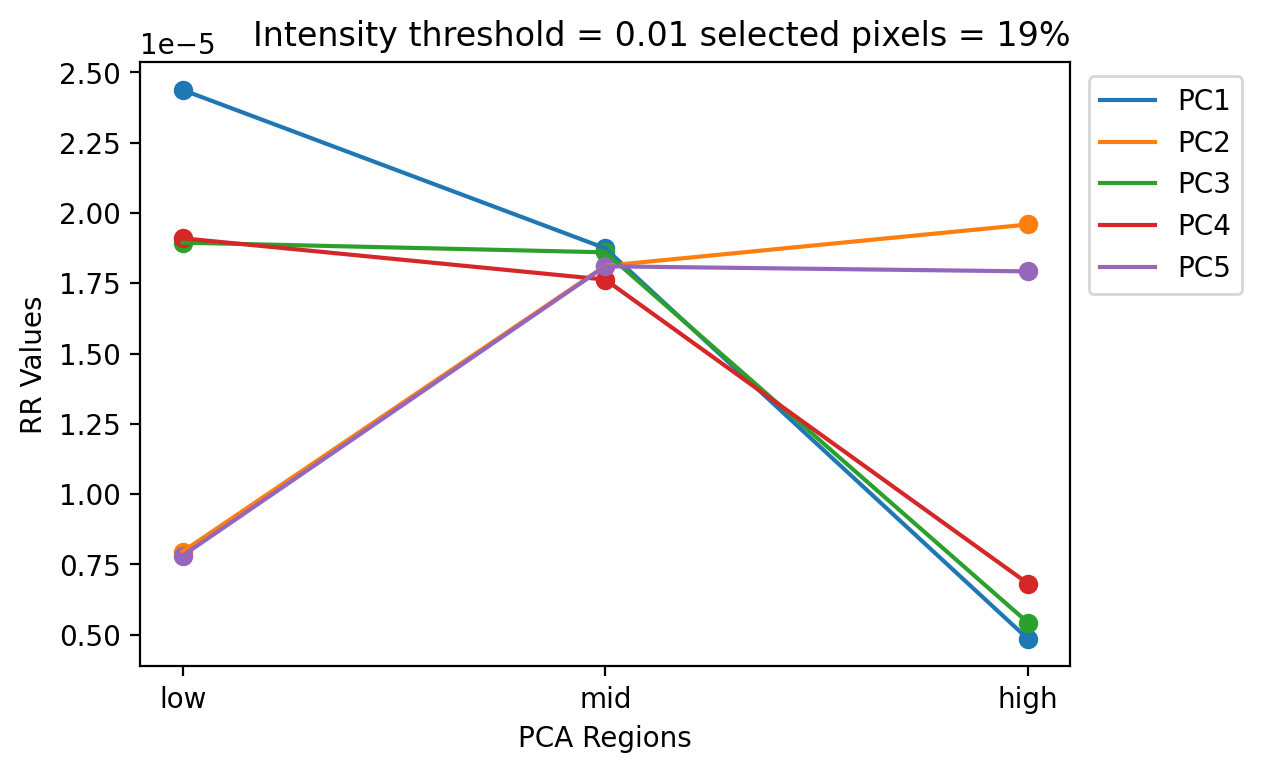 Intensity threshold = 0.01 selected pixels = 19%
1e−5
2.50
2.25
2.00
1.75
1.50
1.25
1.00
0.75
0.50
RR Values
low
mid
high
PCA Regions
PC1
PC2
PC3
PC4
PC5